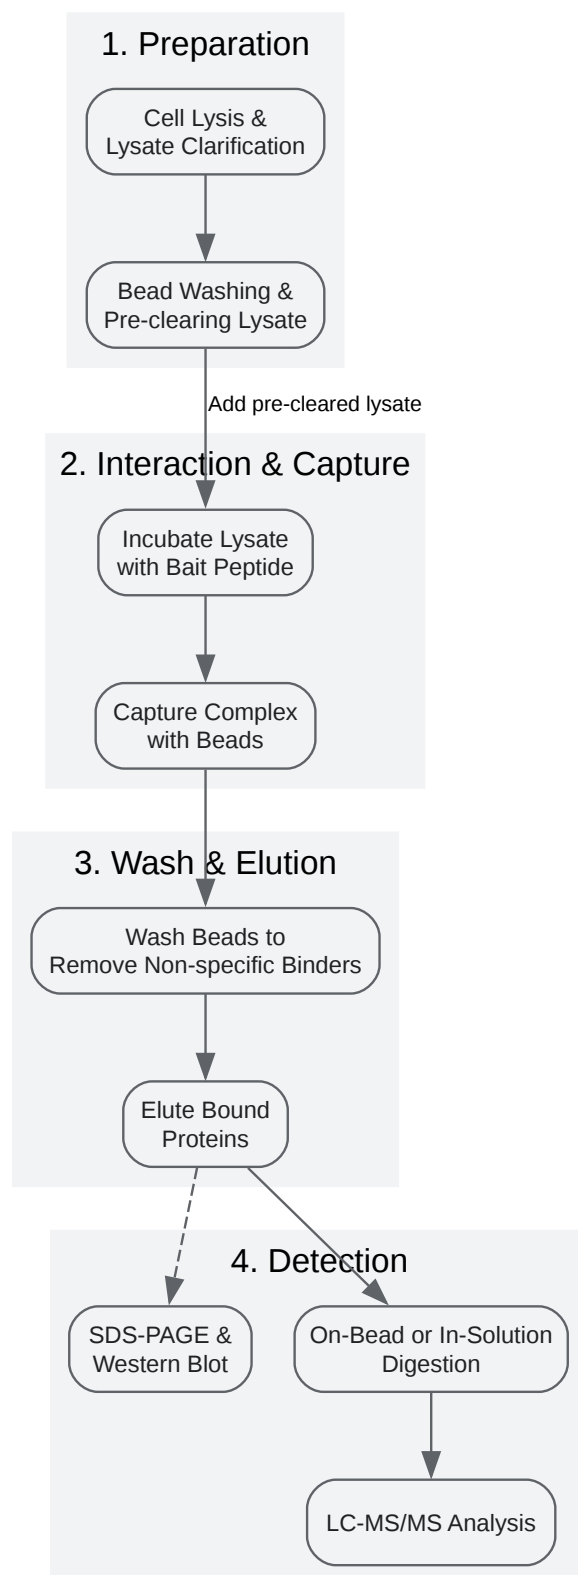 1. Preparation
Cell Lysis &
Lysate Clarification
Bead Washing &
Pre-clearing Lysate
Add pre-cleared lysate
2. Interaction & Capture
Incubate Lysate
with Bait Peptide
Capture Complex
with Beads
3. Wash & Elution
Wash Beads to
Remove Non-specific Binders
Elute Bound
Proteins
4. Detection
SDS-PAGE &
Western Blot
On-Bead or In-Solution
Digestion
LC-MS/MS Analysis